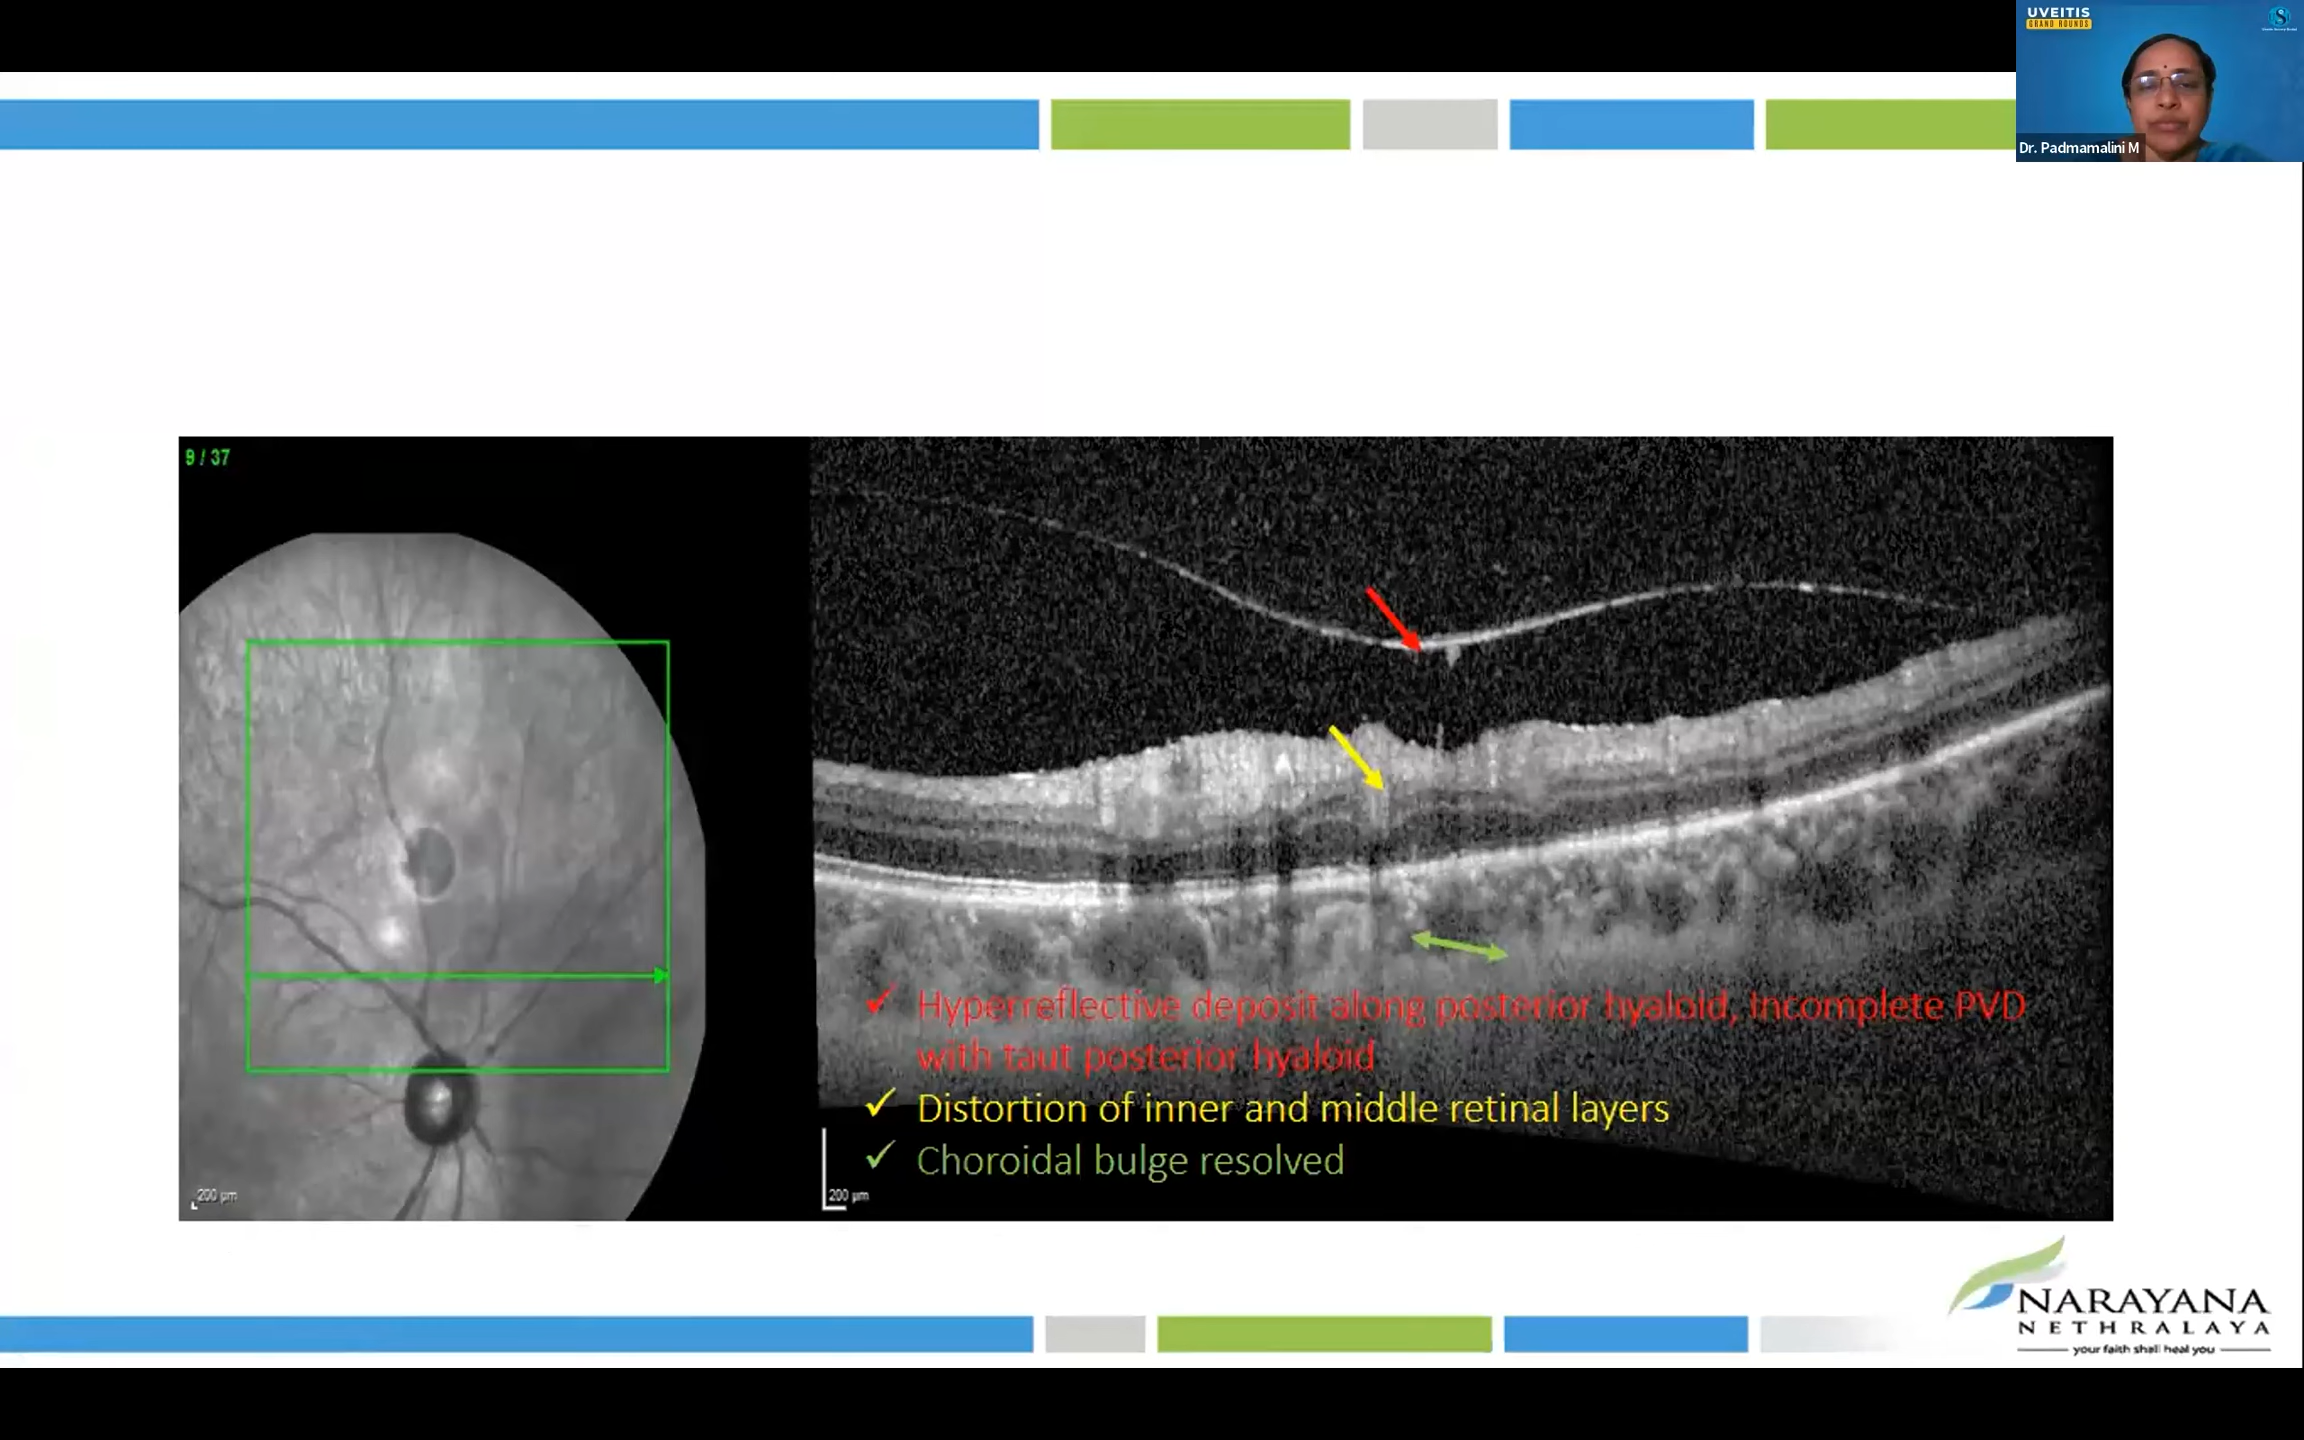 UVEITIS
GRAND ROUNDS
Dr. Padmamalini M
9 / 37
✓ Hyperreflective deposit along posterior hyaloid, Incomplete PVD
with taut posterior hyaloid
✓ Distortion of inner and middle retinal layers
✓ Choroidal bulge resolved
200 µm
200 µm
NARAYANA
NETHRALAYA
your faith shall heal you